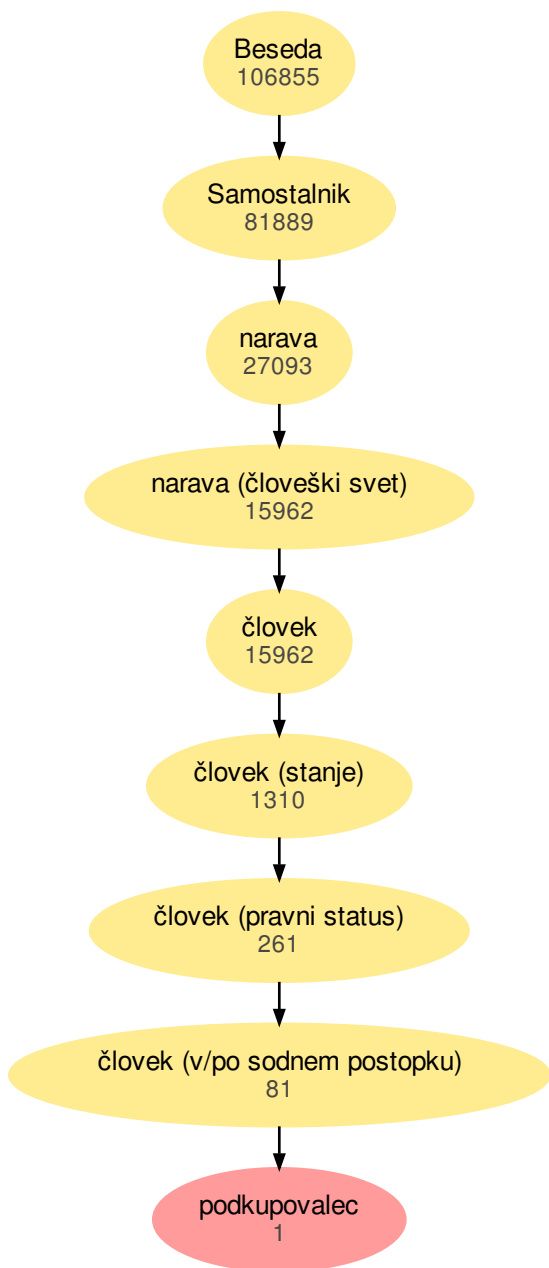 Beseda
106855
Samostalnik
81889
narava
27093
narava (človeški svet)
15962
človek
15962
človek (stanje)
1310
človek (pravni status)
261
človek (v/po sodnem postopku)
81
podkupovalec
1